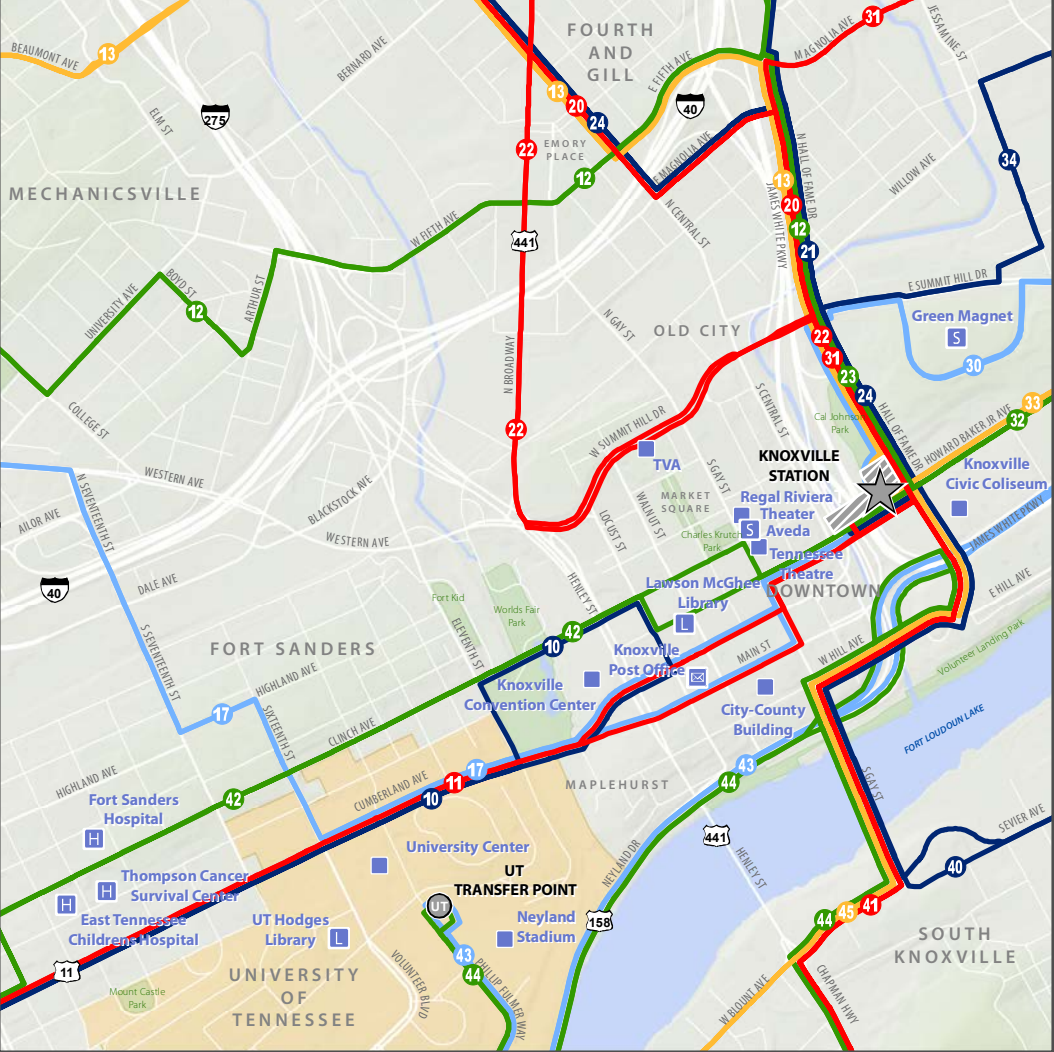 FOURTH
AND
GILL
31
MAGNOLIA AVE
JESSAMINE ST
BEAUMONT AVE
13
BERNARD AVE
E FIFTH AVE
40
13
20
24
275
ELM ST
22
EMORY
PLACE
E MAGNOLIA AVE
N HALL OF FAME DR
34
WILLOW AVE
12
MECHANICSVILLE
13
20
12
21
JAMES WHITE PKWY
N CENTRAL ST
W FIFTH AVE
441
BOYD ST
ARTHUR ST
UNIVERSITY AVE
12
E SUMMIT HILL DR
N GAY ST
OLD CITY
22
31
23
24
Green Magnet
S
30
N BROADWAY
S CENTRAL ST
Cal Johnson
Park
HALL OF FAME DR
33
32
HOWARD BAKER JR AVE
COLLEGE ST
22
W SUMMIT HILL DR
TVA
KNOXVILLE
STATION
Knoxville
Civic Coliseum
N SEVENTEENTH ST
WESTERN AVE
BLACKSTOCK AVE
S GAY ST
MARKET
SQUARE
WALNUT ST
LOCUST ST
Regal Riviera
Theater
S
Aveda
AILOR AVE
WESTERN AVE
Charles Krutch
Park
Tennessee
Theatre
JAMES WHITE PKWY
40
DALE AVE
HENLEY ST
Lawson McGhee
Library
L
DOWNTOWN
E HILL AVE
Fort Kid
Worlds Fair
Park
ELEVENTH ST
S SEVENTEENTH ST
FORT SANDERS
10
42
Knoxville
Post Office
MAIN ST
W HILL AVE
Volunteer Landing Park
HIGHLAND AVE
17
SIXTEENTH ST
CLINCH AVE
Knoxville
Convention Center
City-County
Building
FORT LOUDOUN LAKE
HIGHLAND AVE
42
CUMBERLAND AVE
17
11
10
MAPLEHURST
43
44
S GAY ST
Fort Sanders
Hospital
H
441
HENLEY ST
SEVIER AVE
40
NEYLAND DR
University Center
UT
TRANSFER POINT
UT
Thompson Cancer
Survival Center
H
H
East Tennessee
Childrens Hospital
UT Hodges
Library
L
Neyland
Stadium
158
44
45
41
SOUTH
KNOXVILLE
11
43
44
VOLUNTEER BLVD
PHILLIP FULMER WAY
UNIVERSITY
OF
TENNESSEE
Mount Castle
Park
W BLOUNT AVE
CHAPMAN HWY